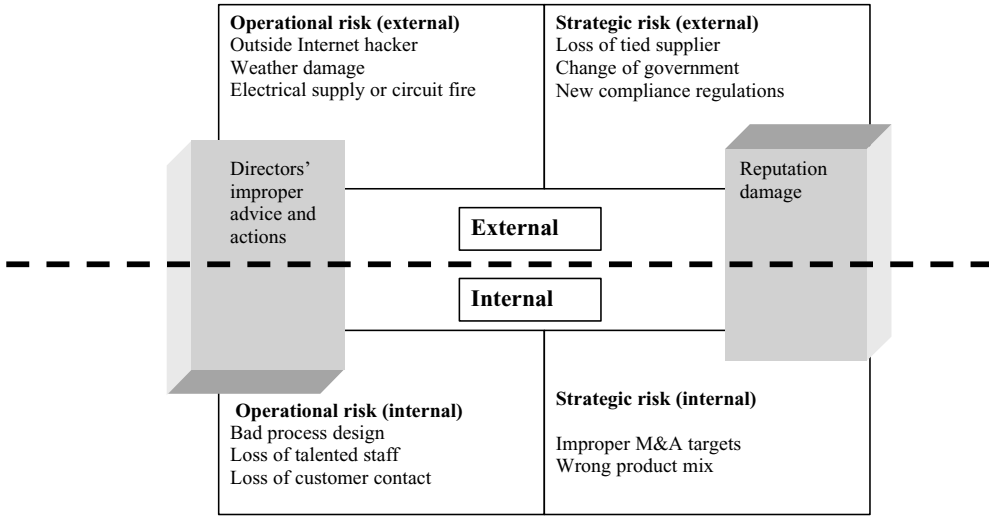 Operational risk (external)
Outside Internet hacker
Weather damage
Electrical supply or circuit fire
Strategic risk (external)
Loss of tied supplier
Change of government
New compliance regulations
Directors’
improper
advice and
actions
Reputation
damage
External
Internal
Operational risk (internal)
Bad process design
Loss of talented staff
Loss of customer contact
Strategic risk (internal)
Improper M&A targets
Wrong product mix